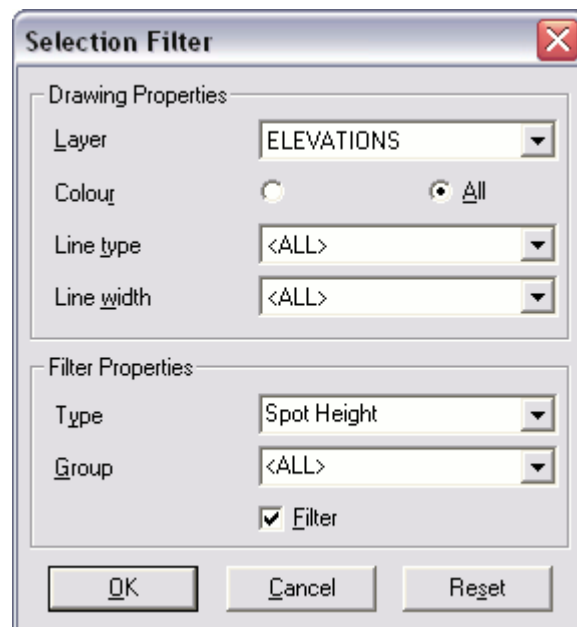 Selection Filter
Drawing Properties
Layer ELEVATIONS
Colour All
Line type <ALL>
Line width <ALL>
Filter Properties
Type Spot Height
Group <ALL>
Filter
OK Cancel Reset